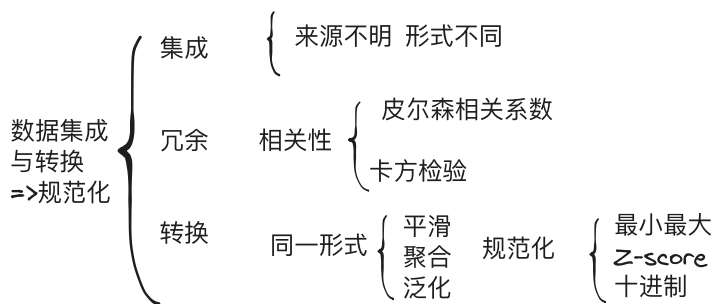 数据集成
与转换
=>规范化
集成
来源不明 形式不同
冗余
相关性
皮尔森相关系数
卡方检验
转换
同一形式
平滑
聚合
泛化
规范化
最小最大
Z-score
十进制